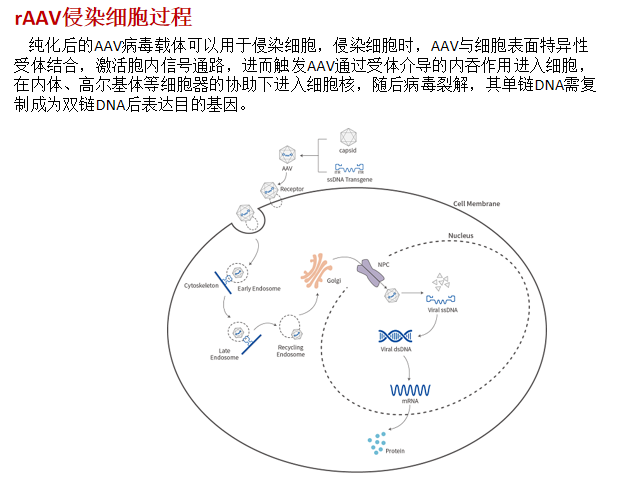 rAAV侵染细胞过程
纯化后的AAV病毒载体可以用于侵染细胞，侵染细胞时，AAV与细胞表面特异性
受体结合，激活胞内信号通路，进而触发AAV通过受体介导的内吞作用进入细胞，
在内体、高尔基体等细胞器的协助下进入细胞核，随后病毒裂解，其单链DNA需复
制成为双链DNA后表达目的基因。
capsid
AAV
ssDNA Transgene
Receptor
Cell Membrane
Nucleus
NPC
Golgi
Cytoskeleton
Early Endosome
Viral ssDNA
Late
Endosome
Recycling
Endosome
Viral dsDNA
mRNA
Protein